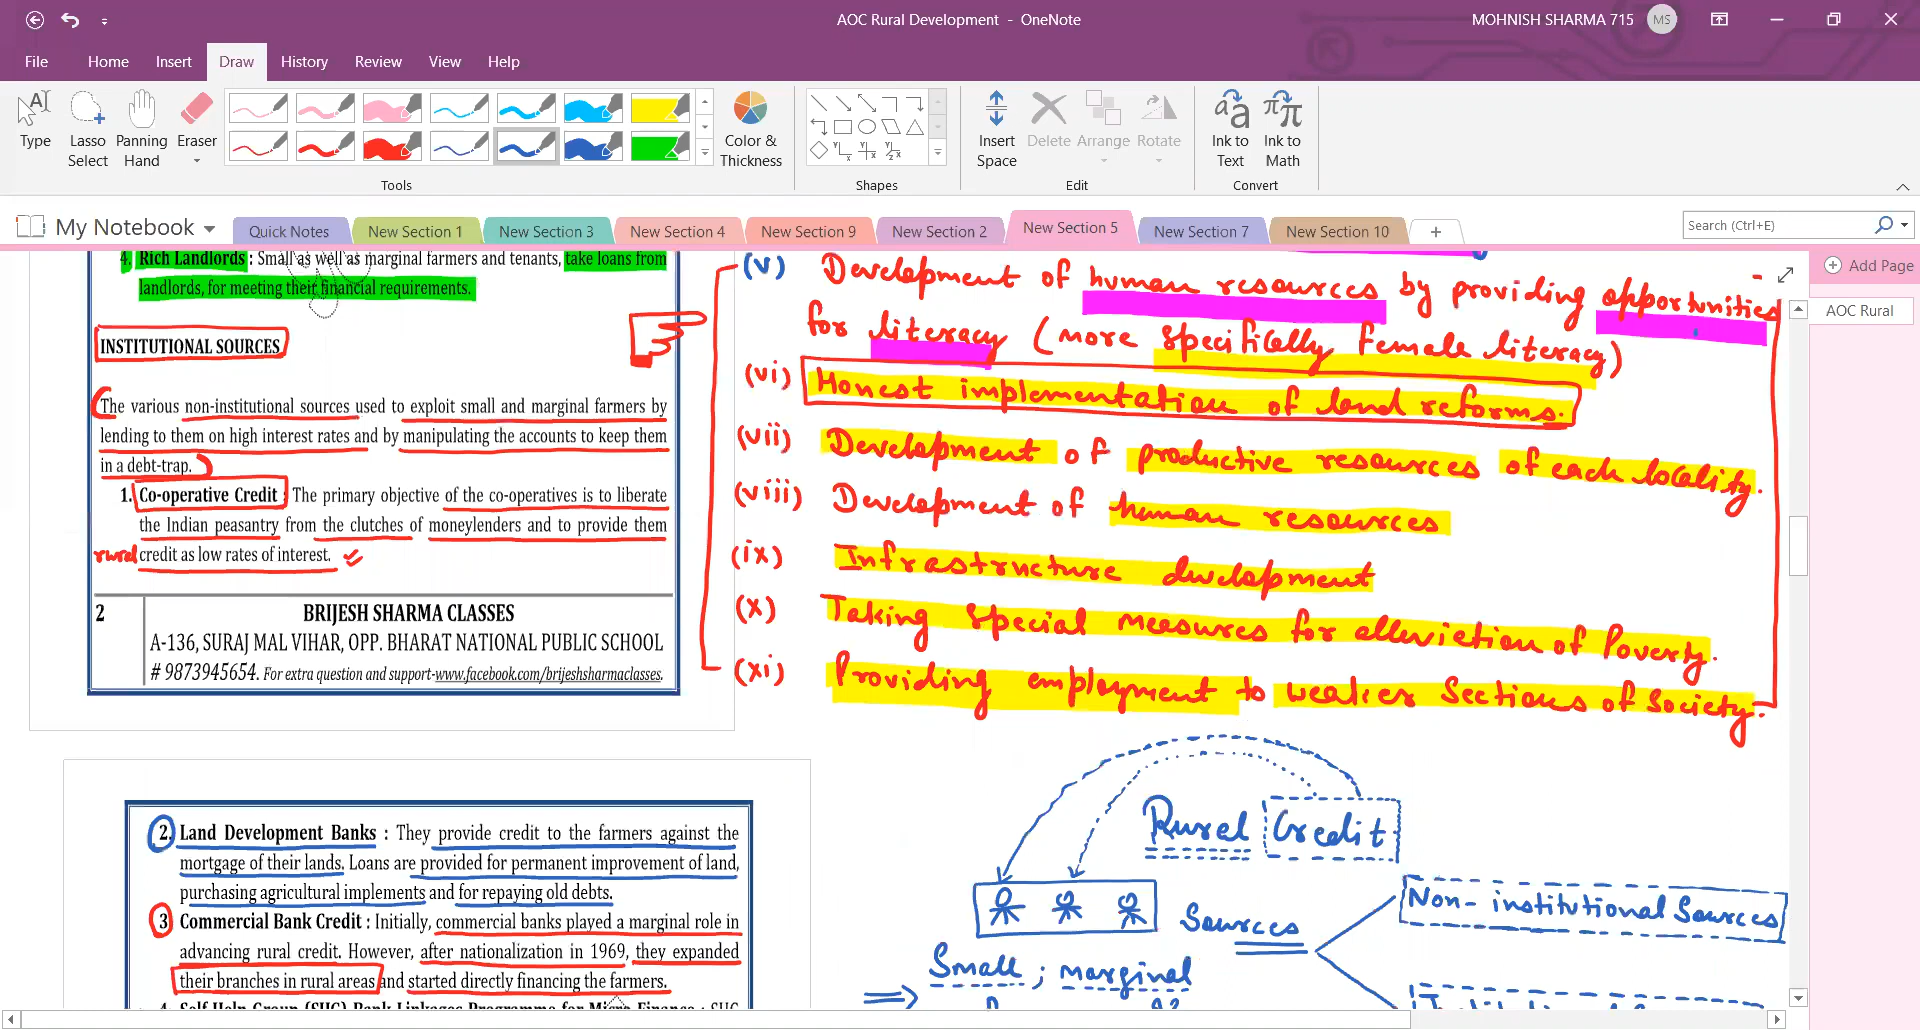 AOC Rural Development - OneNote
MOHNISH SHARMA 715
MS
File Home Insert Draw History Review View Help
Type
Lasso Select
Panning Hand
Eraser
Color & Thickness
Insert Space
Delete
Arrange
Rotate
Ink to Text
Ink to Math
Tools
Shapes
Edit
Convert
My Notebook
Quick Notes
New Section 1
New Section 3
New Section 4
New Section 9
New Section 2
New Section 5
New Section 7
New Section 10
Search (Ctrl+E)
Add Page
AOC Rural
4. Rich Landlords : Small as well as marginal farmers and tenants, take loans from
landlords, for meeting their financial requirements.
INSTITUTIONAL SOURCES
The various non-institutional sources used to exploit small and marginal farmers by
lending to them on high interest rates and by manipulating the accounts to keep them
in a debt-trap.
1. Co-operative Credit : The primary objective of the co-operatives is to liberate
the Indian peasantry from the clutches of moneylenders and to provide them
rural credit as low rates of interest.
2
BRIJESH SHARMA CLASSES
A-136, SURAJ MAL VIHAR, OPP. BHARAT NATIONAL PUBLIC SCHOOL
# 9873945654. For extra question and support-www.facebook.com/brijeshsharmaclasses.
2. Land Development Banks : They provide credit to the farmers against the
mortgage of their lands. Loans are provided for permanent improvement of land,
purchasing agricultural implements and for repaying old debts.
3 Commercial Bank Credit : Initially, commercial banks played a marginal role in
advancing rural credit. However, after nationalization in 1969, they expanded
their branches in rural areas and started directly financing the farmers.
4. Self Help Group (SHG) Bank Linkages Programme for Micro Finance : SHG
(v) Development of human resources by providing opportunities
for literacy (more specifically female literacy)
(vi) Honest implementation of land reforms.
(vii) Development of productive resources of each locality.
(viii) Development of human resources
(ix) Infrastructure development
(x) Taking special measures for alleviction of Poverty.
(xi) Providing employment to weaker sections of society.
Rural Credit
Sources
Non-institutional Sources
Small ; marginal